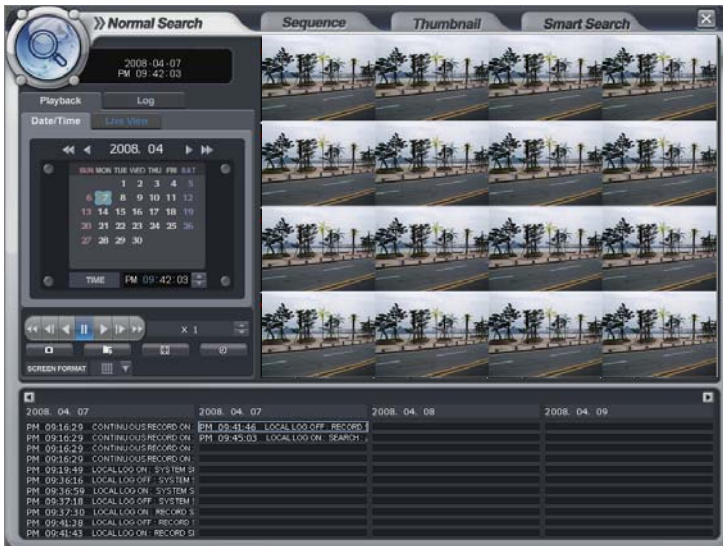 Normal Search
Sequence
Thumbnail
Smart Search
2008-04-07
PM 09:42:03
Playback
Log
Date/Time
Live View
2008. 04
SUN MON TUE WED THU FRI SAT
1 2 3 4 5
6 7 8 9 10 11 12
13 14 15 16 17 18 19
20 21 22 23 24 25 26
27 28 29 30
TIME PM 09:42:03
X 1
SCREEN FORMAT
2008. 04. 07 2008. 04. 07 2008. 04. 08 2008. 04. 09
PM 09:16:29 CONTINUOUS RECORD ON : PM 09:41:46 LOCAL LOG OFF : RECORD
PM 09:16:29 CONTINUOUS RECORD ON : PM 09:45:03 LOCAL LOG ON : SEARCH :
PM 09:16:29 CONTINUOUS RECORD ON :
PM 09:16:29 CONTINUOUS RECORD ON :
PM 09:19:49 LOCAL LOG ON : SYSTEM
PM 09:36:16 LOCAL LOG OFF : SYSTEM
PM 09:36:59 LOCAL LOG ON : SYSTEM
PM 09:37:18 LOCAL LOG OFF : SYSTEM
PM 09:37:30 LOCAL LOG ON : RECORD
PM 09:41:38 LOCAL LOG OFF : RECORD
PM 09:41:43 LOCAL LOG ON : RECORD